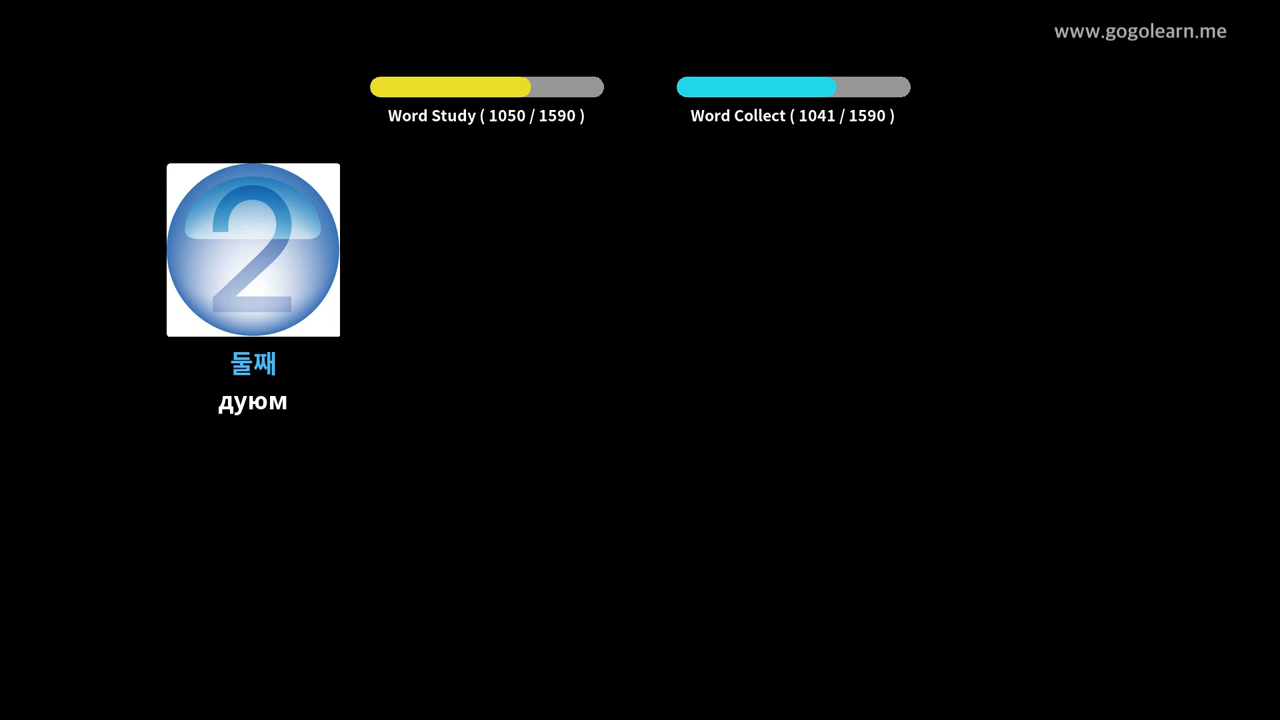 www.gogolearn.me
Word Study ( 1050 / 1590 )
Word Collect ( 1041 / 1590 )
2
둘째
дуюм